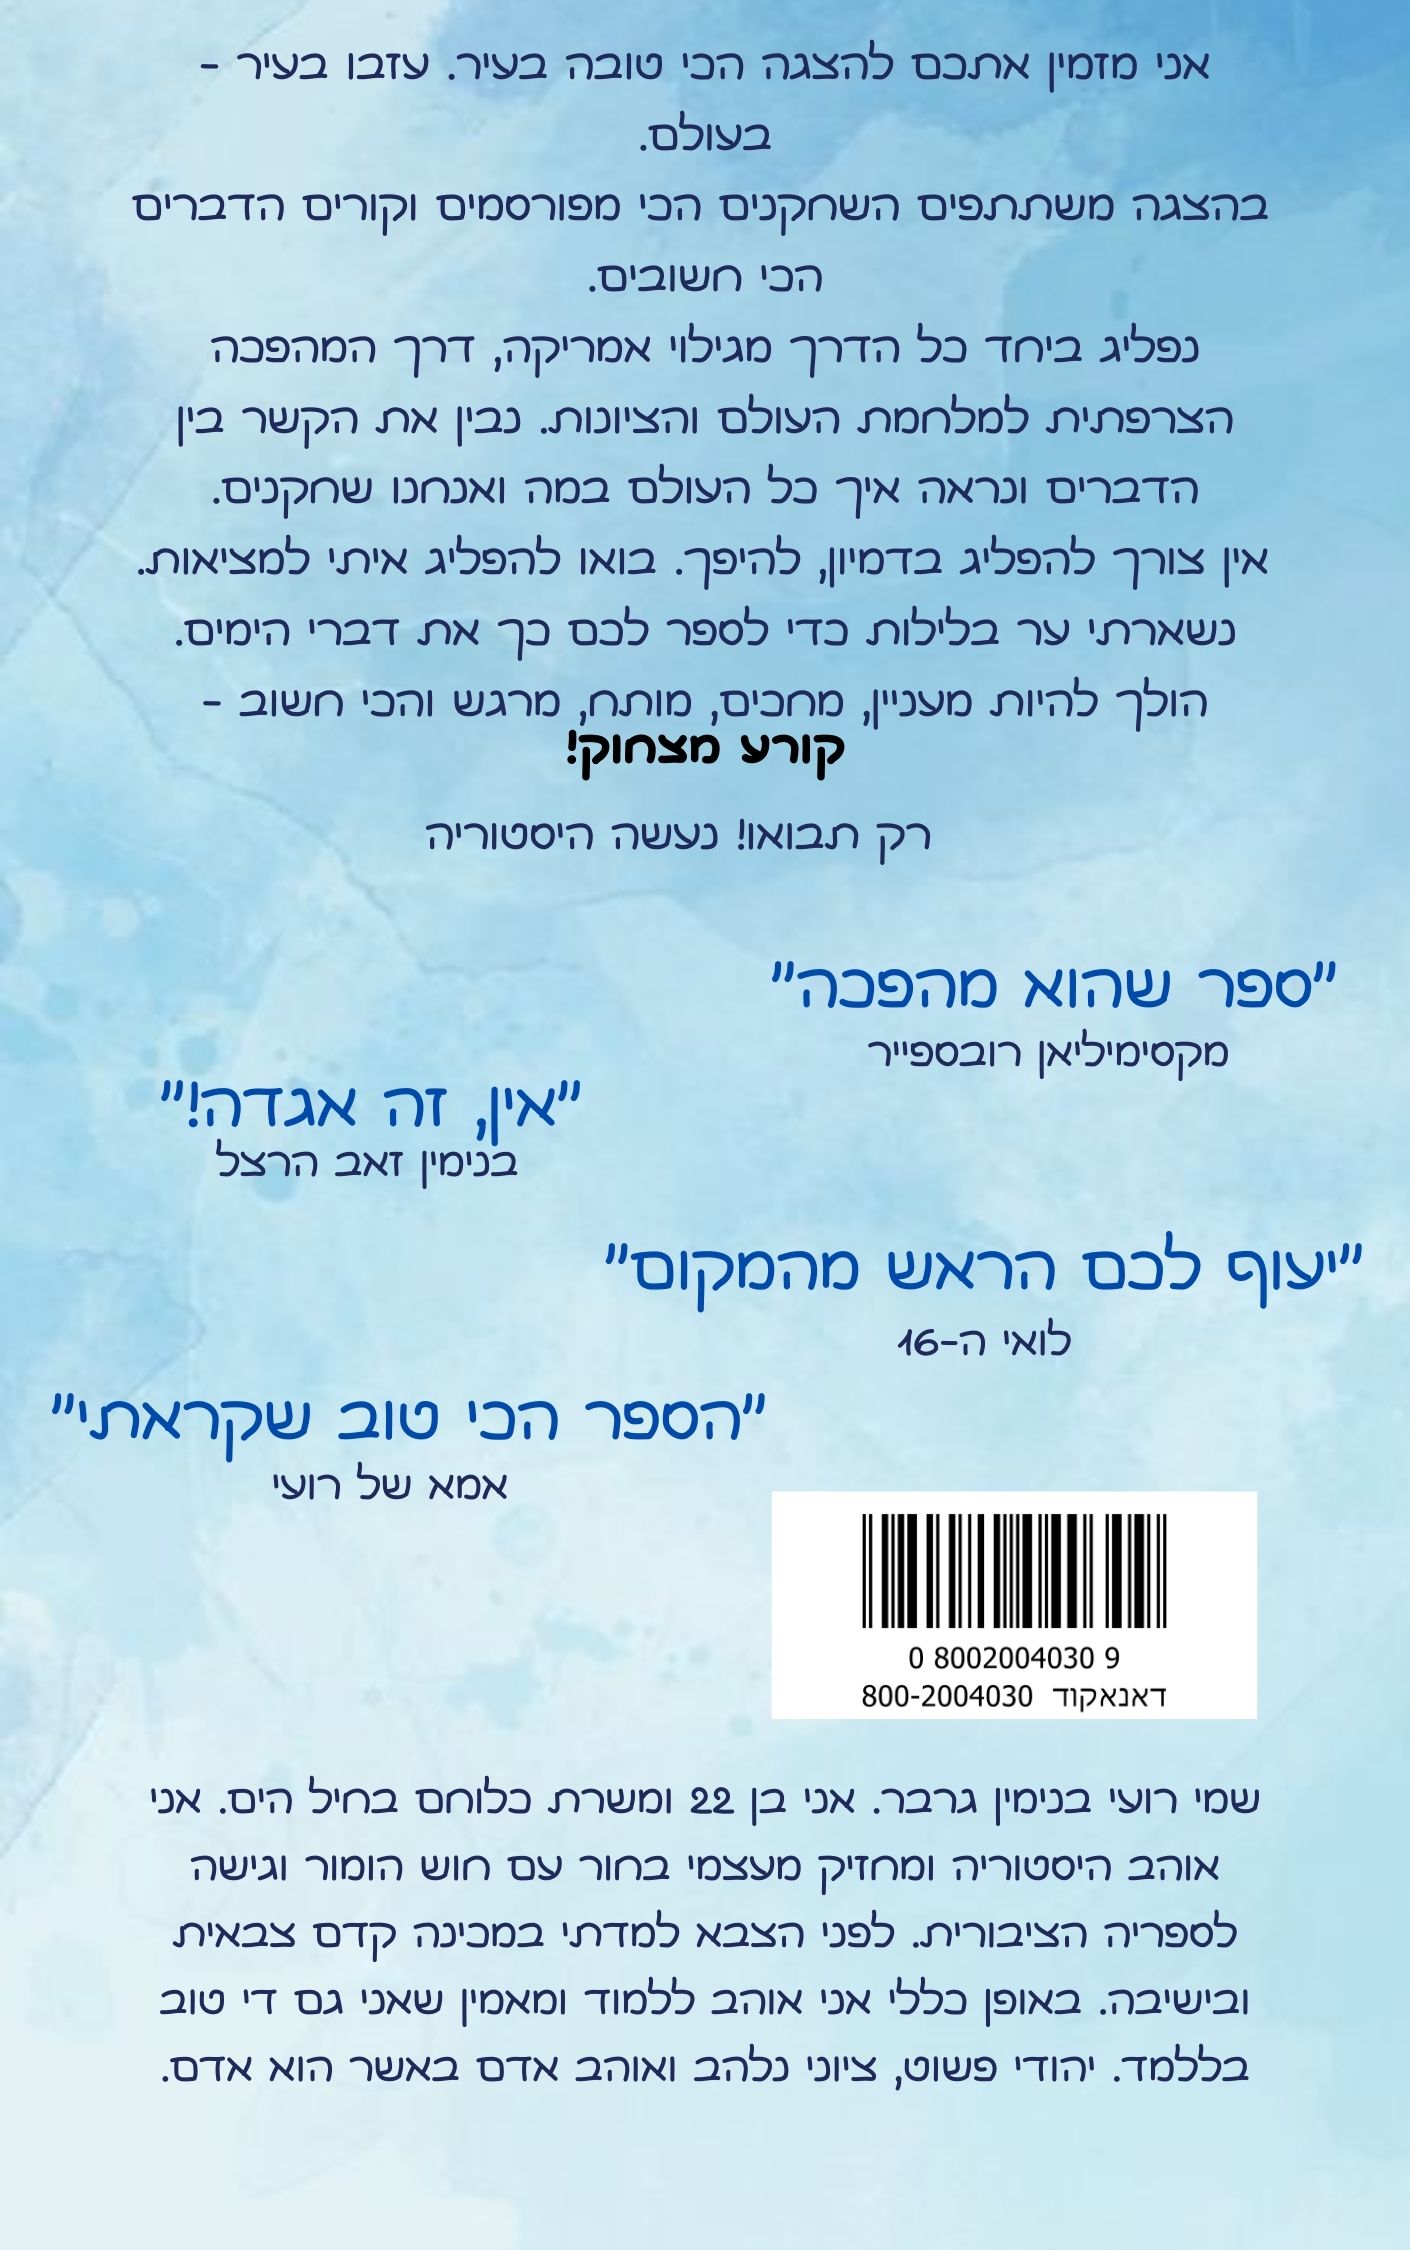 אני מזמין אתכם להצגה הכי טובה בעיר. עזבו בעיר -
בעולם.
בהצגה משתתפים השחקנים הכי מפורסמים וקורים הדברים
הכי חשובים.
נפליג ביחד כל הדרך מגילוי אמריקה, דרך המהפכה
הצרפתית למלחמת העולם והציונות. נבין את הקשר בין
הדברים ונראה איך כל העולם במה ואנחנו שחקנים.
אין צורך להפליג בדמיון, להיפך. בואו להפליג איתי למציאות.
נשארתי ער בלילות כדי לספר לכם כך את דברי הימים.
הולך להיות מעניין, מחכים, מותח, מרגש והכי חשוב -
קורע מצחוק!
רק תבואו! נעשה היסטוריה
"ספר שהוא מהפכה"
מקסימיליאן רובספייר
"אין, זה אגדה!"
בנימין זאב הרצל
"יעוף לכם הראש מהמקום"
לואי ה-16
"הספר הכי טוב שקראתי"
אמא של רועי
0 8002004030 9
דאנאקוד 800-2004030
שמי רועי בנימין גרבר. אני בן 22 ומשרת כלוחם בחיל הים. אני
אוהב היסטוריה ומחזיק מעצמי בחור עם חוש הומור וגישה
לספריה הציבורית. לפני הצבא למדתי במכינה קדם צבאית
ובישיבה. באופן כללי אני אוהב ללמוד ומאמין שאני גם די טוב
בללמד. יהודי פשוט, ציוני נלהב ואוהב אדם באשר הוא אדם.